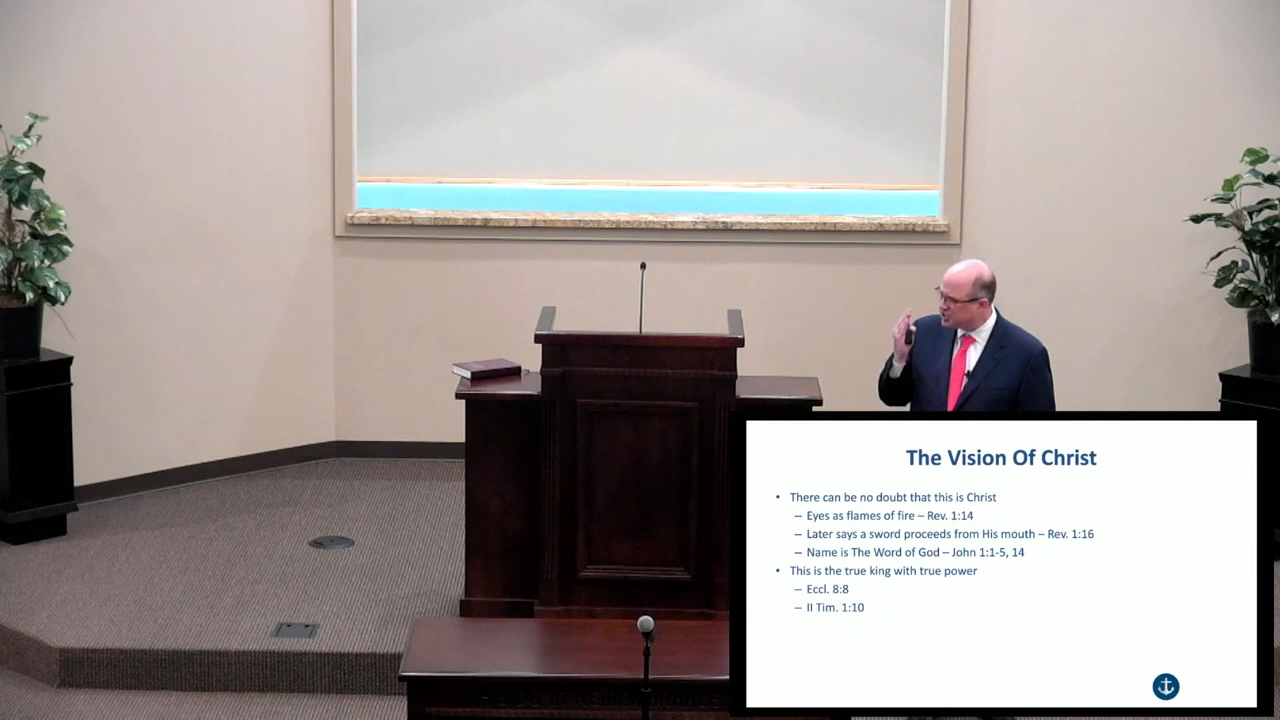 The Vision Of Christ
• There can be no doubt that this is Christ
– Eyes as flames of fire – Rev. 1:14
– Later says a sword proceeds from His mouth – Rev. 1:16
– Name is The Word of God – John 1:1-5, 14
• This is the true king with true power
– Eccl. 8:8
– II Tim. 1:10